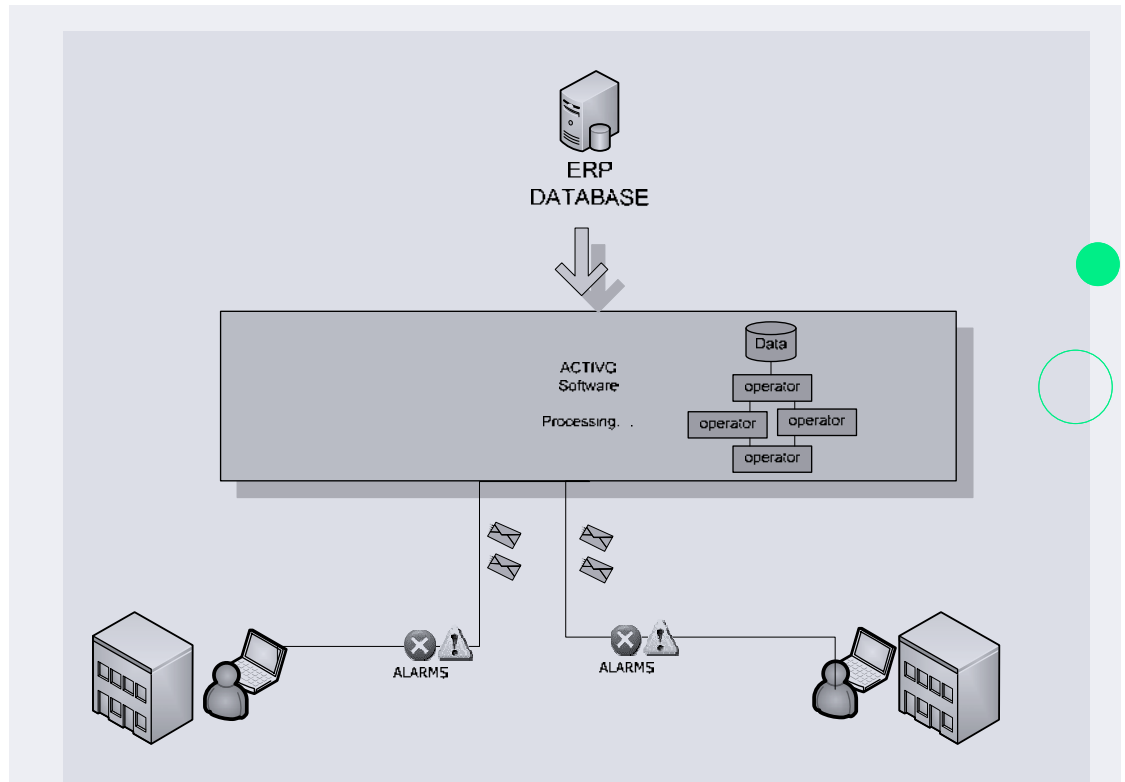 ERP
DATABASE
Data
ACTIVG
Software
operator
Processing. .
operator
operator
operator
ALARMS
ALARMS